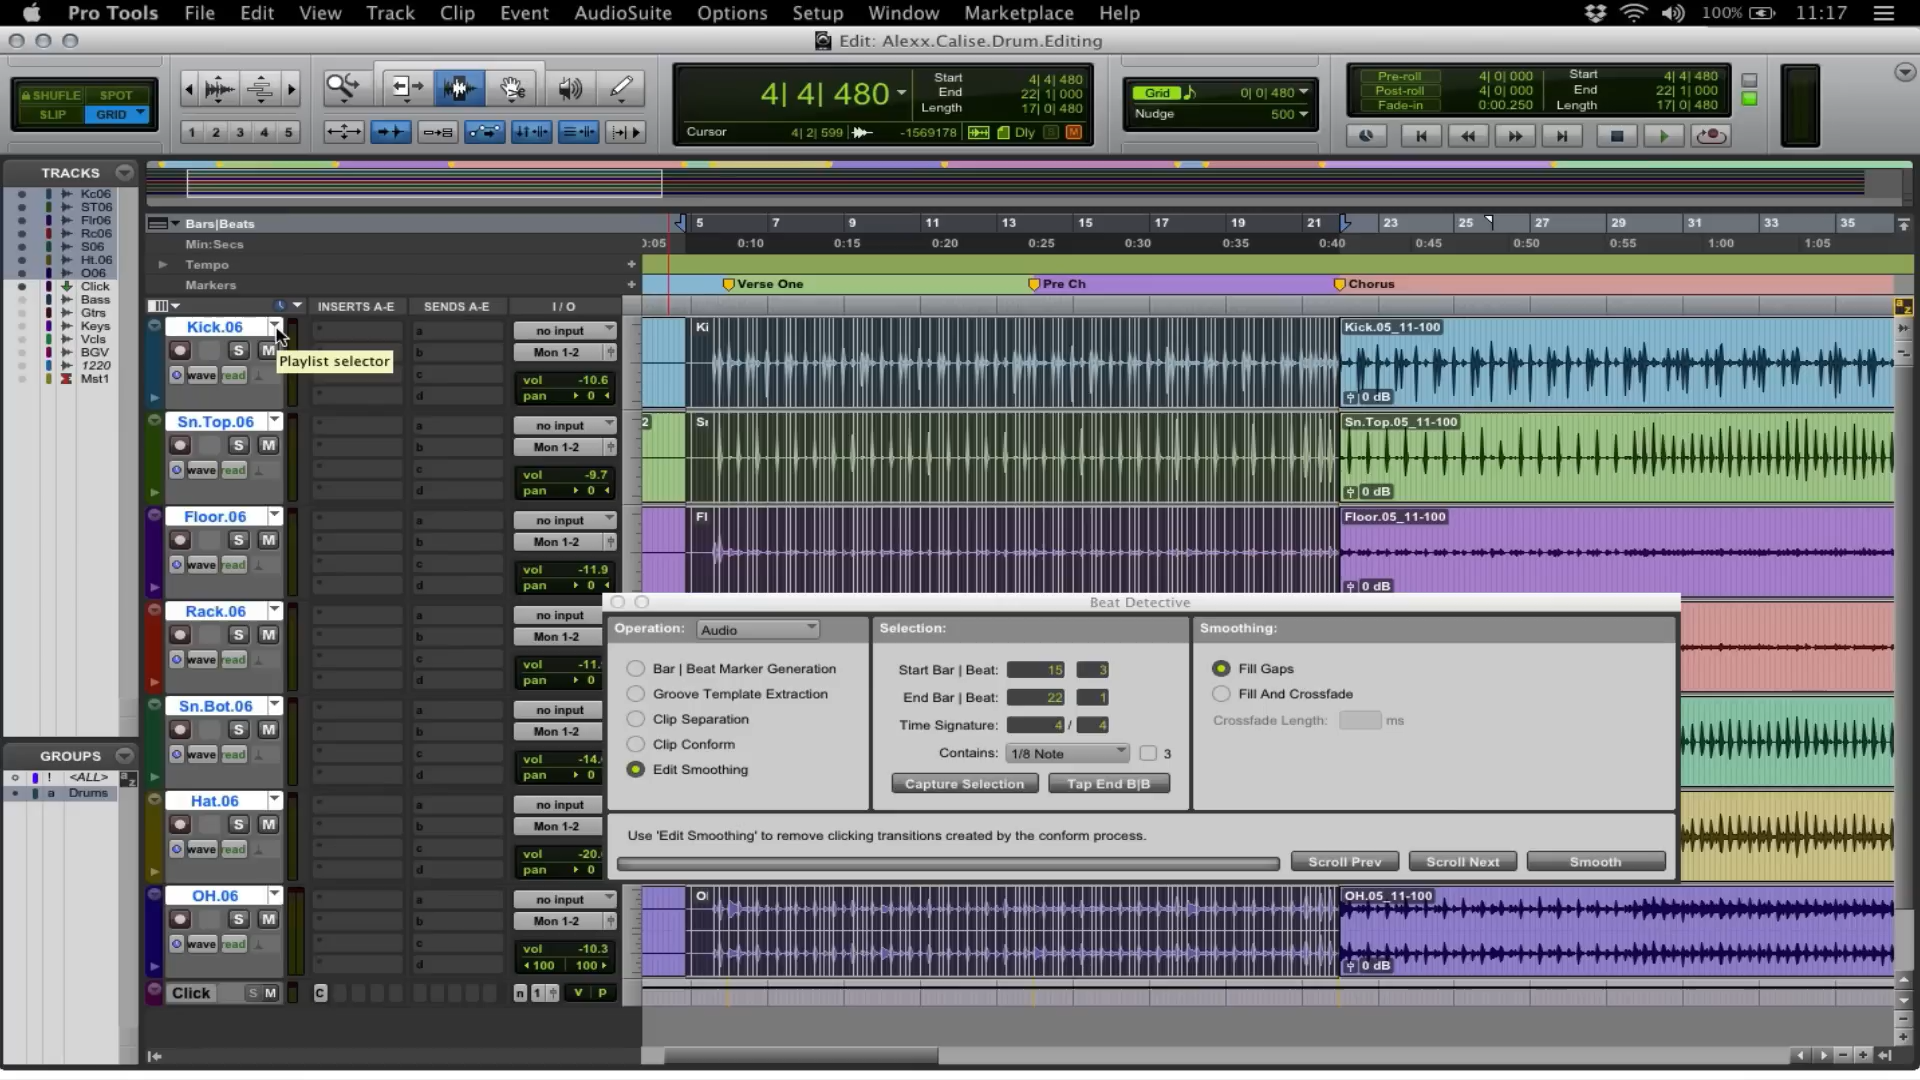 Pro Tools File Edit View Track Clip Event AudioSuite Options Setup Window Marketplace Help 100% 11:17
Edit: Alexx.Calise.Drum.Editing
SHUFFLE SPOT
SLIP GRID
1 2 3 4 5
4| 4| 480
Start 4| 4| 480
End 22| 1| 000
Length 17| 0| 480
Cursor 4| 2| 599 -1569178 Dly S M
Grid 0| 0| 480
Nudge 500
Pre-roll 4| 0| 000
Post-roll 4| 0| 000
Fade-in 0:00.250
Start 4| 4| 480
End 22| 1| 000
Length 17| 0| 480
TRACKS
Kc06
ST06
Flr06
Rc06
S06
Ht.06
O06
Click
Bass
Gtrs
Keys
Vcls
BGV
1220
Mst1
GROUPS
! <ALL>
a Drums
Bars|Beats 5 7 9 11 13 15 17 19 21 23 25 27 29 31 33 35
Min:Secs 0:05 0:10 0:15 0:20 0:25 0:30 0:35 0:40 0:45 0:50 0:55 1:00 1:05
Tempo
Markers Verse One Pre Ch Chorus
INSERTS A-E SENDS A-E I / O
Kick.06
S M
wave read
Playlist selector
a
b
c
d
no input
Mon 1-2
vol -10.6
pan 0
Ki
Kick.05_11-100
0 dB
Sn.Top.06
S M
wave read
a
b
c
d
no input
Mon 1-2
vol -9.7
pan 0
2
Sn.Top.05_11-100
0 dB
Floor.06
S M
wave read
a
b
c
d
no input
Mon 1-2
vol -11.9
pan 0
Fl
Floor.05_11-100
0 dB
Rack.06
S M
wave read
a
b
c
d
no input
Mon 1-2
vol -11.
pan 0
Sn.Bot.06
S M
wave read
a
b
c
d
no input
Mon 1-2
vol -14.
pan 0
Hat.06
S M
wave read
a
b
c
d
no input
Mon 1-2
vol -20.
pan 0
OH.06
S M
wave read
a
b
c
d
no input
Mon 1-2
vol -10.3
100 100
OH.05_11-100
0 dB
Click S M C n 1 V P
Beat Detective
Operation: Audio
Bar | Beat Marker Generation
Groove Template Extraction
Clip Separation
Clip Conform
Edit Smoothing
Selection:
Start Bar | Beat: 15 3
End Bar | Beat: 22 1
Time Signature: 4 / 4
Contains: 1/8 Note 3
Capture Selection Tap End B|B
Smoothing:
Fill Gaps
Fill And Crossfade
Crossfade Length: ms
Use 'Edit Smoothing' to remove clicking transitions created by the conform process.
Scroll Prev Scroll Next Smooth